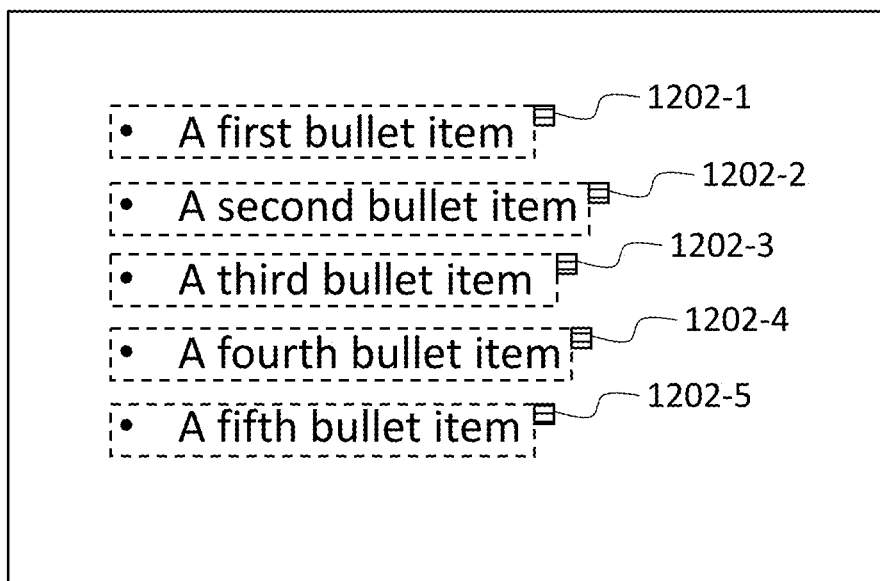 • A first bullet item 1202-1
• A second bullet item 1202-2
• A third bullet item 1202-3
• A fourth bullet item 1202-4
• A fifth bullet item 1202-5